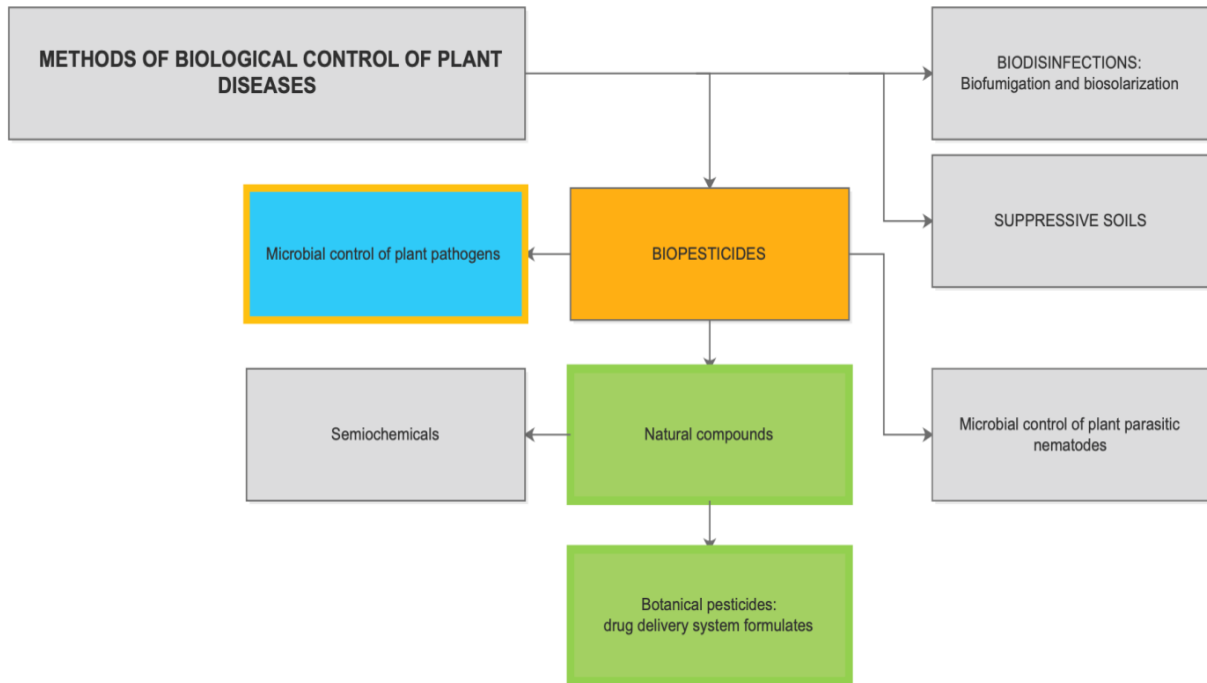 METHODS OF BIOLOGICAL CONTROL OF PLANT
DISEASES
BIODISINFECTIONS:
Biofumigation and biosolarization
SUPPRESSIVE SOILS
Microbial control of plant pathogens
BIOPESTICIDES
Semiochemicals
Natural compounds
Microbial control of plant parasitic
nematodes
Botanical pesticides:
drug delivery system formulates